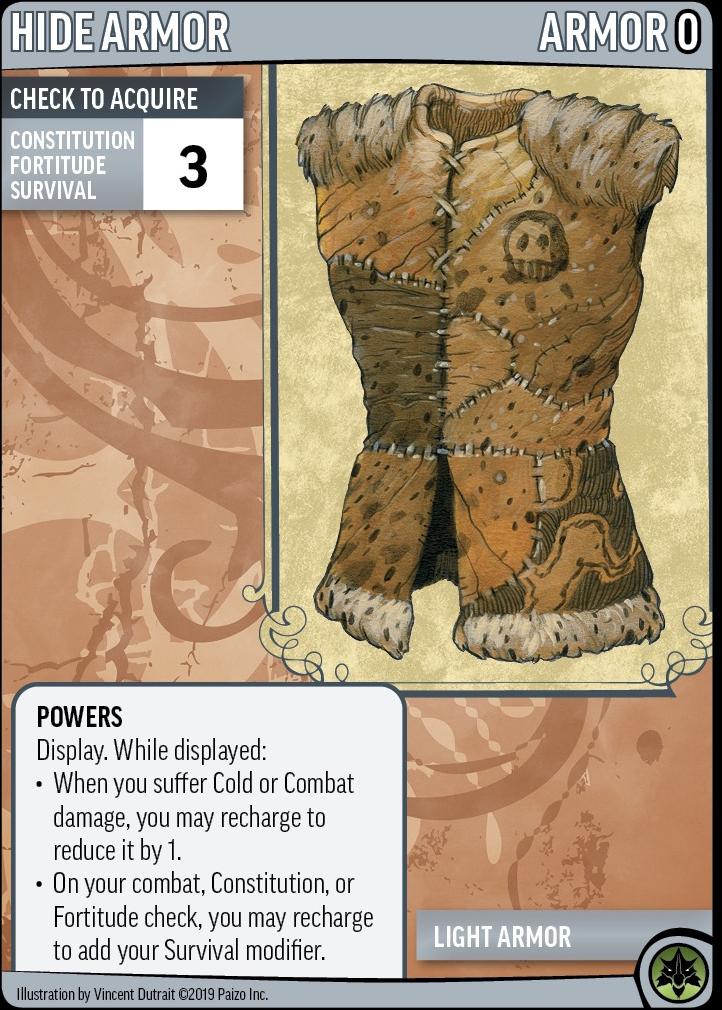 HIDE ARMOR
ARMOR 0
CHECK TO ACQUIRE
CONSTITUTION
FORTITUDE
SURVIVAL
3
POWERS
Display. While displayed:
• When you suffer Cold or Combat
damage, you may recharge to
reduce it by 1.
• On your combat, Constitution, or
Fortitude check, you may recharge
to add your Survival modifier.
LIGHT ARMOR
Illustration by Vincent Dutrait ©2019 Paizo Inc.